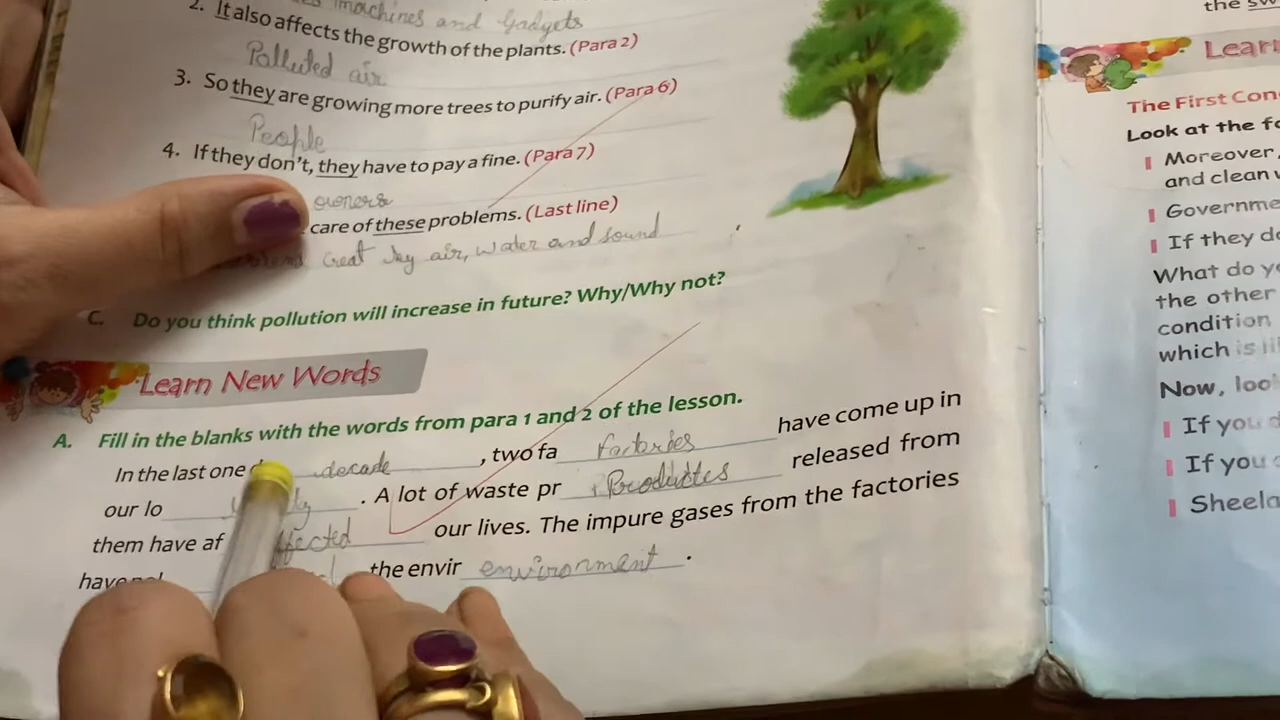 machines and Gadgets
2. It also affects the growth of the plants. (Para 2)
Polluted air
3. So they are growing more trees to purify air. (Para 6)
People
4. If they don't, they have to pay a fine. (Para 7)
owners
care of these problems. (Last line)
creat by air, water and sound
C. Do you think pollution will increase in future? Why/Why not?
Learn New Words
A. Fill in the blanks with the words from para 1 and 2 of the lesson.
In the last one decade, two fa factories have come up in
our lo . A lot of waste pr Productes released from
them have af ffected our lives. The impure gases from the factories
have the envir environment.
the
Learn
The First Con
Look at the fo
Moreover,
and clean w
Governme
If they do
What do yo
the other
condition
which is li
Now, loo
If you d
If you c
Sheela